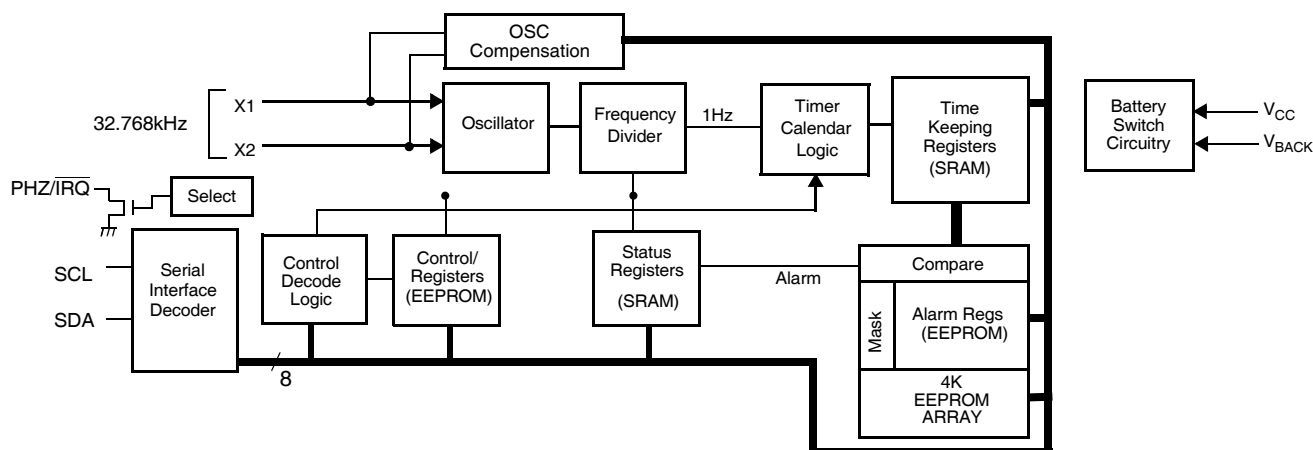 OSC
Compensation
32.768kHz
X1
X2
Oscillator
Frequency
Divider
1Hz
Timer
Calendar
Logic
Time
Keeping
Registers
(SRAM)
Battery
Switch
Circuitry
VCC
VBACK
PHZ/IRQ
Select
SCL
SDA
Serial
Interface
Decoder
Control
Decode
Logic
Control/
Registers
(EEPROM)
Status
Registers
(SRAM)
Alarm
Compare
Mask
Alarm Regs
(EEPROM)
4K
EEPROM
ARRAY
8